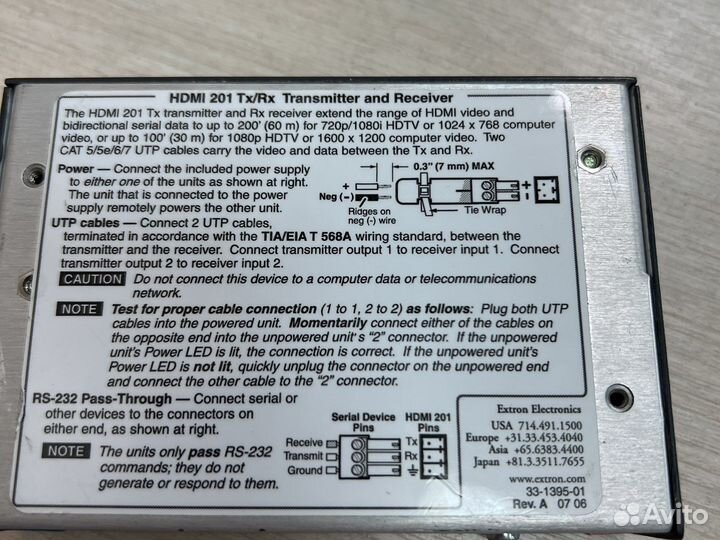 HDMI 201 Tx/Rx Transmitter and Receiver
The HDMI 201 Tx transmitter and Rx receiver extend the range of HDMI video and
bidirectional serial data to up to 200' (60 m) for 720p/1080i HDTV or 1024 x 768 computer
video, or up to 100' (30 m) for 1080p HDTV or 1600 x 1200 computer video. Two
CAT 5/5e/6/7 UTP cables carry the video and data between the Tx and Rx.
Power — Connect the included power supply
to either one of the units as shown at right.
The unit that is connected to the power
supply remotely powers the other unit.
0.3" (7 mm) MAX
+
Neg (–)
Ridges on
neg (–) wire
Tie Wrap
+
–
UTP cables — Connect 2 UTP cables,
terminated in accordance with the TIA/EIA T 568A wiring standard, between the
transmitter and the receiver. Connect transmitter output 1 to receiver input 1. Connect
transmitter output 2 to receiver input 2.
CAUTION Do not connect this device to a computer data or telecommunications
network.
NOTE Test for proper cable connection (1 to 1, 2 to 2) as follows: Plug both UTP
cables into the powered unit. Momentarily connect either of the cables on
the opposite end into the unpowered unit's "2" connector. If the unpowered
unit's Power LED is lit, the connection is correct. If the unpowered unit's
Power LED is not lit, quickly unplug the connector on the unpowered end
and connect the other cable to the "2" connector.
RS-232 Pass-Through — Connect serial or
other devices to the connectors on
either end, as shown at right.
NOTE The units only pass RS-232
commands; they do not
generate or respond to them.
Serial Device
Pins
HDMI 201
Pins
Receive
Transmit
Ground
Tx
Rx
Extron Electronics
USA 714.491.1500
Europe +31.33.453.4040
Asia +65.6383.4400
Japan +81.3.3511.7655
www.extron.com
33-1395-01
Rev. A 07 06
Avito